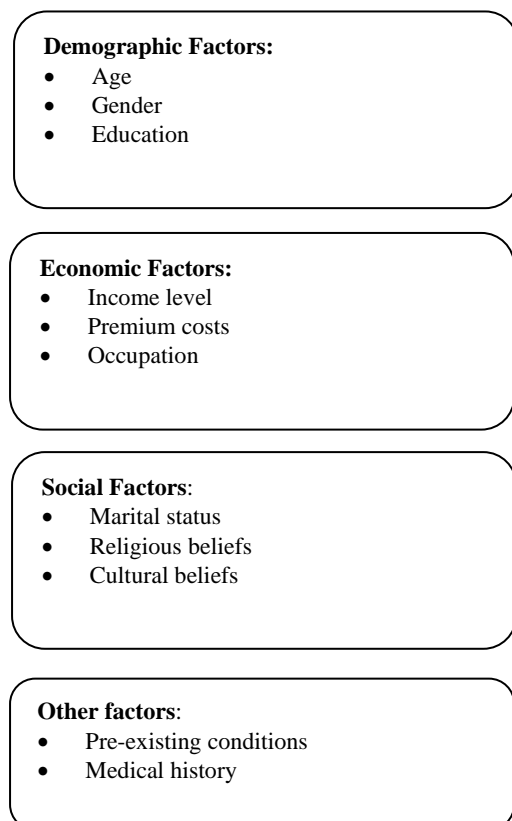 Demographic Factors:
• Age
• Gender
• Education
Economic Factors:
• Income level
• Premium costs
• Occupation
Social Factors:
• Marital status
• Religious beliefs
• Cultural beliefs
Other factors:
• Pre-existing conditions
• Medical history